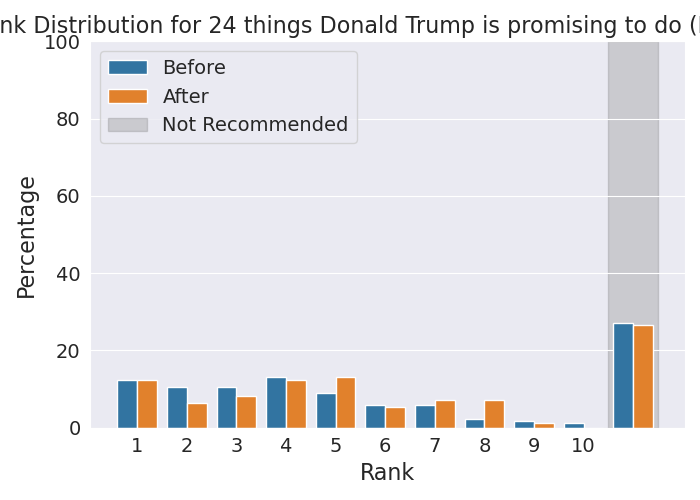 nk Distribution for 24 things Donald Trump is promising to do (
100
80
60
40
20
0
Before
After
Not Recommended
Percentage
1 2 3 4 5 6 7 8 9 10
Rank